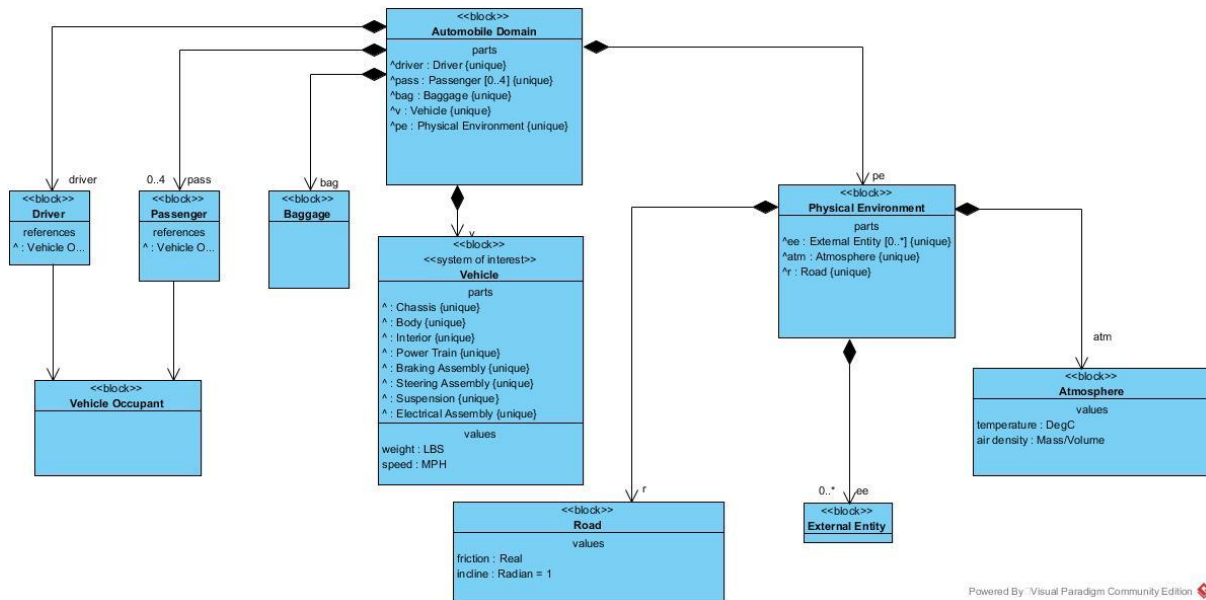 <<block>>
Automobile Domain
parts
^driver : Driver {unique}
^pass : Passenger [0..4] {unique}
^bag : Baggage {unique}
^v : Vehicle {unique}
^pe : Physical Environment {unique}
driver
0..4
pass
bag
v
pe
<<block>>
Driver
references
^ : Vehicle O...
<<block>>
Passenger
references
^ : Vehicle O...
<<block>>
Baggage
<<block>>
Physical Environment
parts
^ee : External Entity [0..*] {unique}
^atm : Atmosphere {unique}
^r : Road {unique}
<<block>>
<<system of interest>>
Vehicle
parts
^ : Chassis {unique}
^ : Body {unique}
^ : Interior {unique}
^ : Power Train {unique}
^ : Braking Assembly {unique}
^ : Steering Assembly {unique}
^ : Suspension {unique}
^ : Electrical Assembly {unique}
values
weight : LBS
speed : MPH
<<block>>
Vehicle Occupant
atm
<<block>>
Atmosphere
values
temperature : DegC
air density : Mass/Volume
r
0..*
ee
<<block>>
Road
values
friction : Real
incline : Radian = 1
<<block>>
External Entity
Powered By Visual Paradigm Community Edition